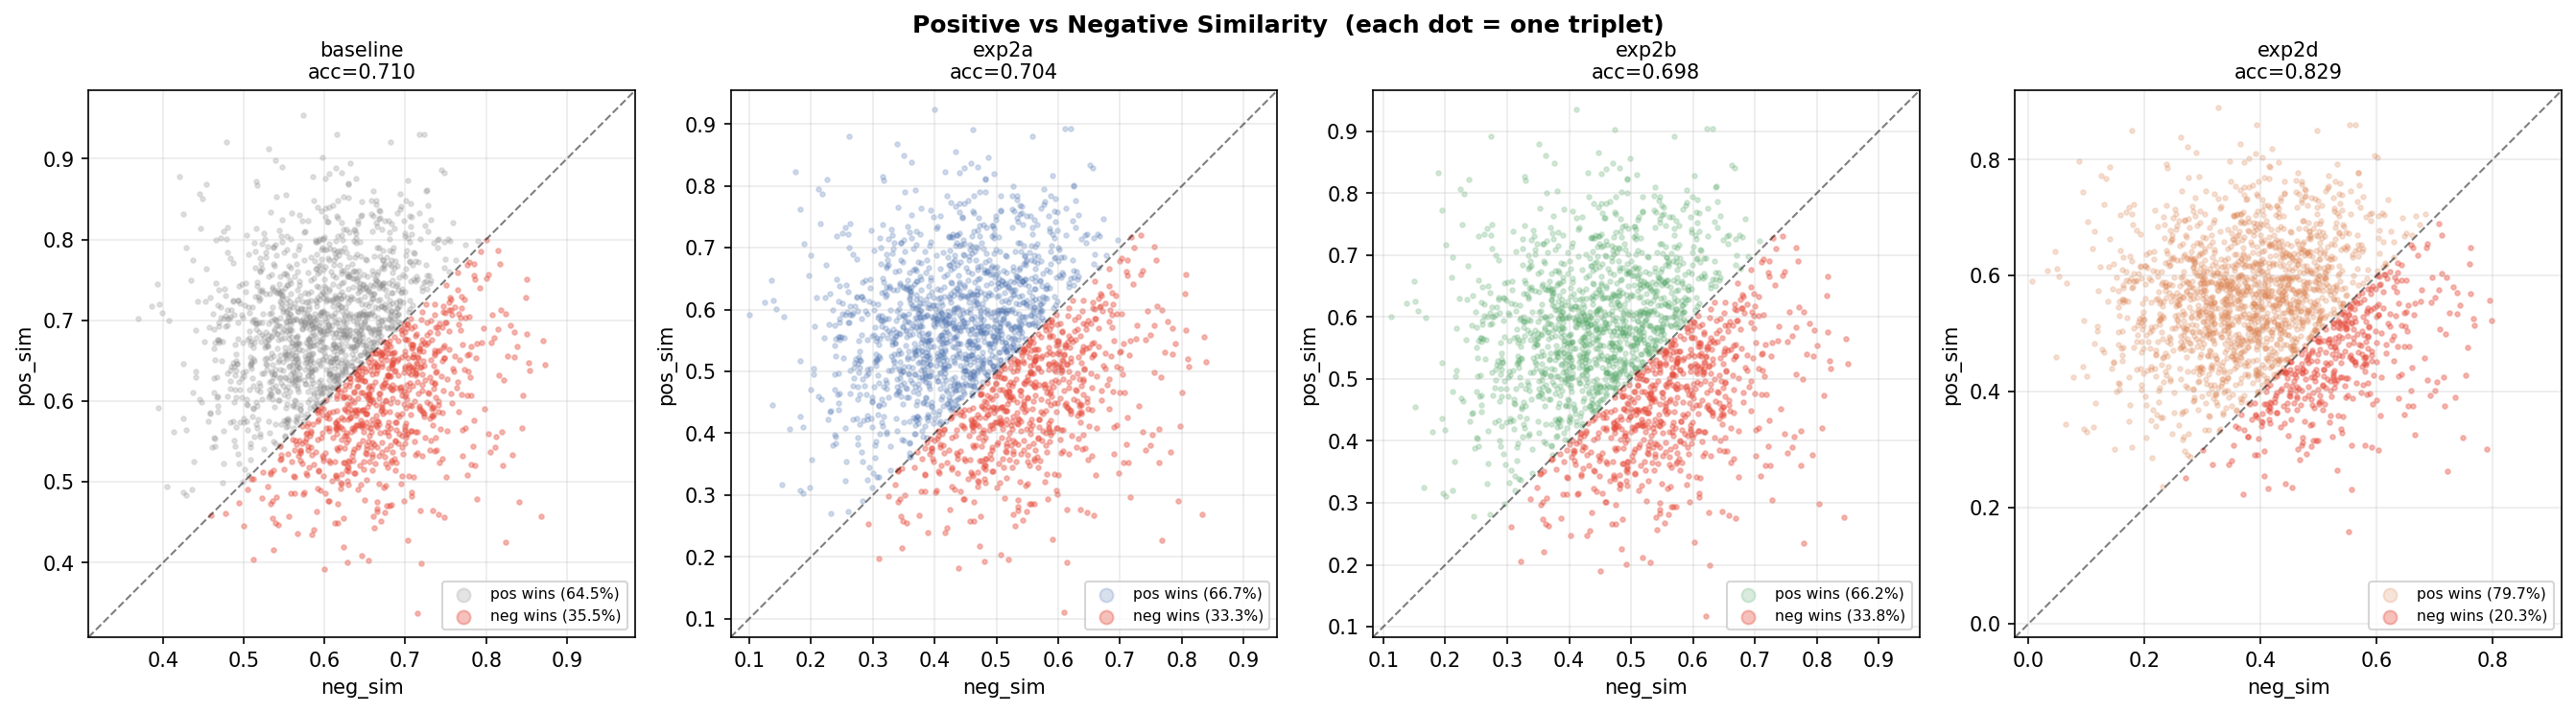 Positive vs Negative Similarity (each dot = one triplet)
baseline
acc=0.710
pos_sim
0.9
0.8
0.7
0.6
0.5
0.4
0.4 0.5 0.6 0.7 0.8 0.9
neg_sim
pos wins (64.5%)
neg wins (35.5%)
exp2a
acc=0.704
pos_sim
0.9
0.8
0.7
0.6
0.5
0.4
0.3
0.2
0.1
0.1 0.2 0.3 0.4 0.5 0.6 0.7 0.8 0.9
neg_sim
pos wins (66.7%)
neg wins (33.3%)
exp2b
acc=0.698
pos_sim
0.9
0.8
0.7
0.6
0.5
0.4
0.3
0.2
0.1
0.1 0.2 0.3 0.4 0.5 0.6 0.7 0.8 0.9
neg_sim
pos wins (66.2%)
neg wins (33.8%)
exp2d
acc=0.829
pos_sim
0.8
0.6
0.4
0.2
0.0
0.0 0.2 0.4 0.6 0.8
neg_sim
pos wins (79.7%)
neg wins (20.3%)